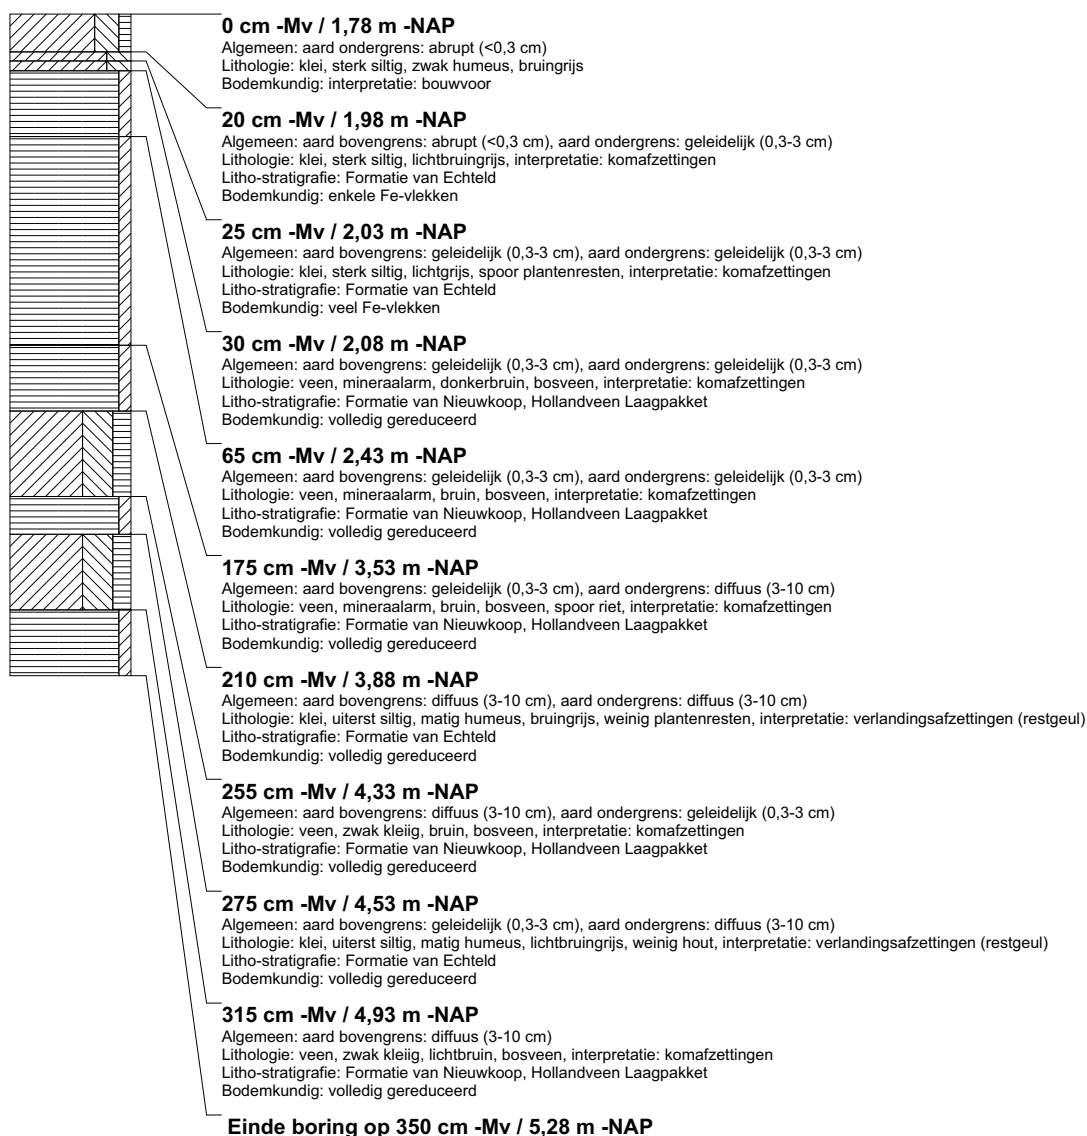 0 cm -Mv / 1,78 m -NAP
Algemeen: aard ondergrens: abrupt (<0,3 cm)
Lithologie: klei, sterk siltig, zwak humeus, bruingrijs
Bodemkundig: interpretatie: bouwvoor
20 cm -Mv / 1,98 m -NAP
Algemeen: aard bovengrens: abrupt (<0,3 cm), aard ondergrens: geleidelijk (0,3-3 cm)
Lithologie: klei, sterk siltig, lichtbruingrijs, interpretatie: komafzettingen
Litho-stratigrafie: Formatie van Echteld
Bodemkundig: enkele Fe-vlekken
25 cm -Mv / 2,03 m -NAP
Algemeen: aard bovengrens: geleidelijk (0,3-3 cm), aard ondergrens: geleidelijk (0,3-3 cm)
Lithologie: klei, sterk siltig, lichtgrijs, spoor plantenresten, interpretatie: komafzettingen
Litho-stratigrafie: Formatie van Echteld
Bodemkundig: veel Fe-vlekken
30 cm -Mv / 2,08 m -NAP
Algemeen: aard bovengrens: geleidelijk (0,3-3 cm), aard ondergrens: geleidelijk (0,3-3 cm)
Lithologie: veen, mineraalarm, donkerbruin, bosveen, interpretatie: komafzettingen
Litho-stratigrafie: Formatie van Nieuwkoop, Hollandveen Laagpakket
Bodemkundig: volledig gereduceerd
65 cm -Mv / 2,43 m -NAP
Algemeen: aard bovengrens: geleidelijk (0,3-3 cm), aard ondergrens: geleidelijk (0,3-3 cm)
Lithologie: veen, mineraalarm, bruin, bosveen, interpretatie: komafzettingen
Litho-stratigrafie: Formatie van Nieuwkoop, Hollandveen Laagpakket
Bodemkundig: volledig gereduceerd
175 cm -Mv / 3,53 m -NAP
Algemeen: aard bovengrens: geleidelijk (0,3-3 cm), aard ondergrens: diffuus (3-10 cm)
Lithologie: veen, mineraalarm, bruin, bosveen, spoor riet, interpretatie: komafzettingen
Litho-stratigrafie: Formatie van Nieuwkoop, Hollandveen Laagpakket
Bodemkundig: volledig gereduceerd
210 cm -Mv / 3,88 m -NAP
Algemeen: aard bovengrens: diffuus (3-10 cm), aard ondergrens: diffuus (3-10 cm)
Lithologie: klei, uiterst siltig, matig humeus, bruingrijs, weinig plantenresten, interpretatie: verlandingsafzettingen (restgeul)
Litho-stratigrafie: Formatie van Echteld
Bodemkundig: volledig gereduceerd
255 cm -Mv / 4,33 m -NAP
Algemeen: aard bovengrens: diffuus (3-10 cm), aard ondergrens: geleidelijk (0,3-3 cm)
Lithologie: veen, zwak kleiig, bruin, bosveen, interpretatie: komafzettingen
Litho-stratigrafie: Formatie van Nieuwkoop, Hollandveen Laagpakket
Bodemkundig: volledig gereduceerd
275 cm -Mv / 4,53 m -NAP
Algemeen: aard bovengrens: geleidelijk (0,3-3 cm), aard ondergrens: diffuus (3-10 cm)
Lithologie: klei, uiterst siltig, matig humeus, lichtbruingrijs, weinig hout, interpretatie: verlandingsafzettingen (restgeul)
Litho-stratigrafie: Formatie van Echteld
Bodemkundig: volledig gereduceerd
315 cm -Mv / 4,93 m -NAP
Algemeen: aard bovengrens: diffuus (3-10 cm)
Lithologie: veen, zwak kleiig, lichtbruin, bosveen, interpretatie: komafzettingen
Litho-stratigrafie: Formatie van Nieuwkoop, Hollandveen Laagpakket
Bodemkundig: volledig gereduceerd
Einde boring op 350 cm -Mv / 5,28 m -NAP